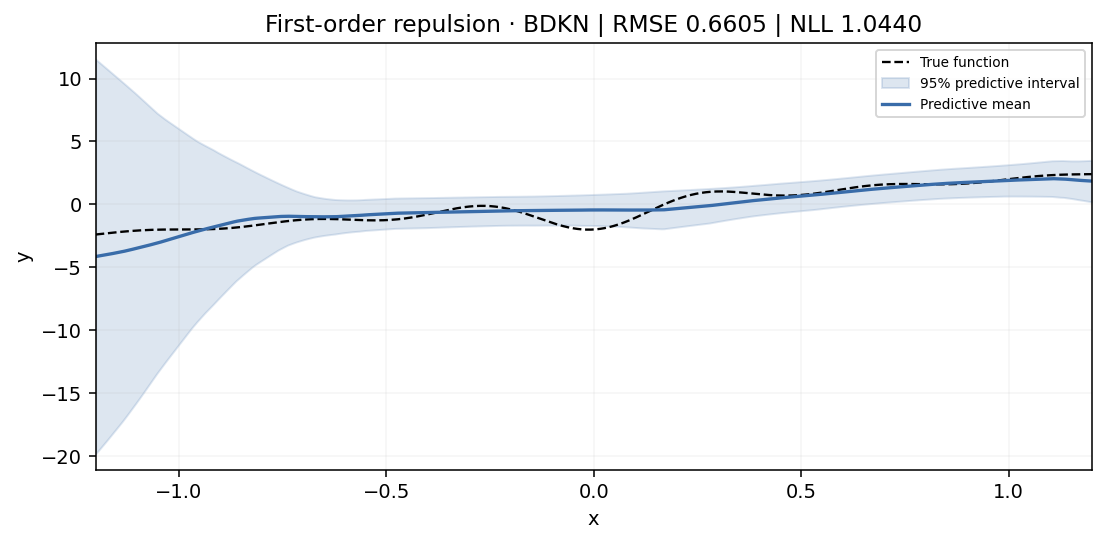 First-order repulsion · BDKN | RMSE 0.6605 | NLL 1.0440
True function
95% predictive interval
Predictive mean
10
5
0
−5
−10
−15
−20
y
−1.0 −0.5 0.0 0.5 1.0
x